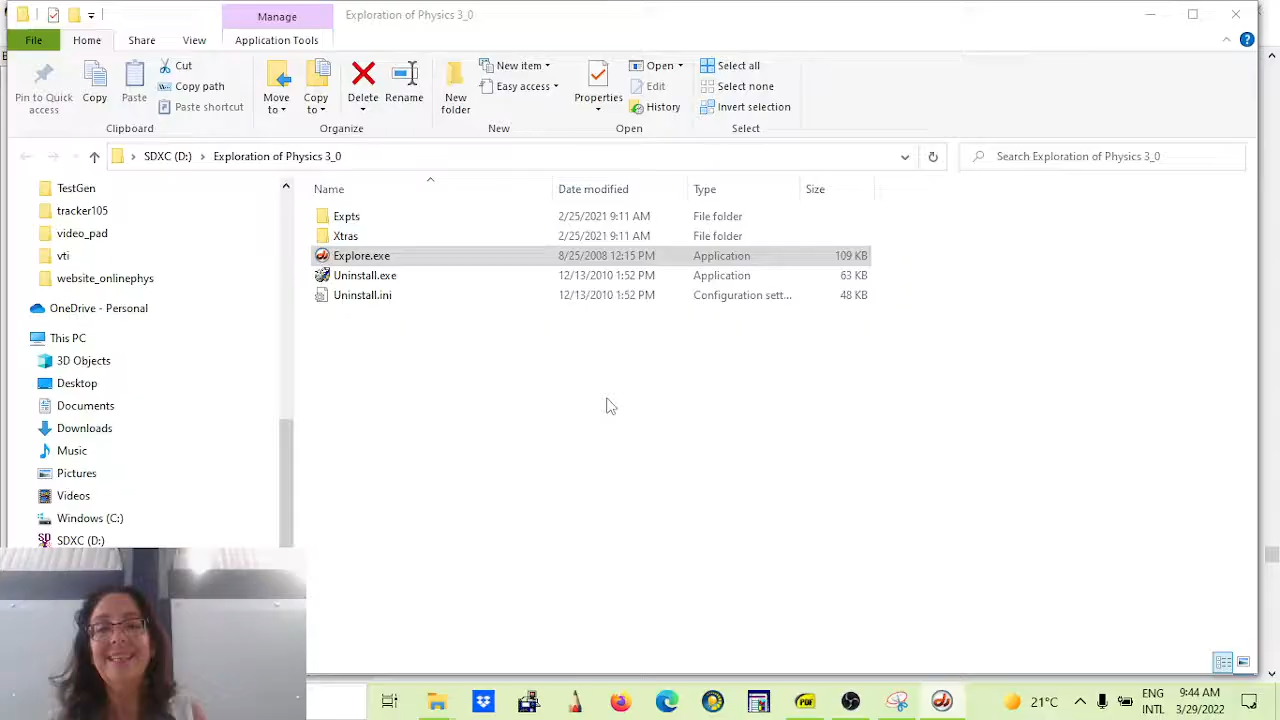 Manage
Exploration of Physics 3_0
File
Home
Share
View
Application Tools
Pin to Quick access
Copy
Paste
Cut
Copy path
Paste shortcut
Clipboard
Move to
Copy to
Delete
Rename
Organize
New folder
New item
Easy access
New
Properties
Open
Edit
History
Open
Select all
Select none
Invert selection
Select
SDXC (D:)
Exploration of Physics 3_0
Search Exploration of Physics 3_0
TestGen
tracker105
video_pad
vti
website_onlinephys
OneDrive - Personal
This PC
3D Objects
Desktop
Documents
Downloads
Music
Pictures
Videos
Windows (C:)
SDXC (D:)
Name Date modified Type Size
Expts 2/25/2021 9:11 AM File folder
Xtras 2/25/2021 9:11 AM File folder
Explore.exe 8/25/2008 12:15 PM Application 109 KB
Uninstall.exe 12/13/2010 1:52 PM Application 63 KB
Uninstall.ini 12/13/2010 1:52 PM Configuration sett... 48 KB
PDF
21°C
ENG
INTL
9:44 AM
3/29/2022